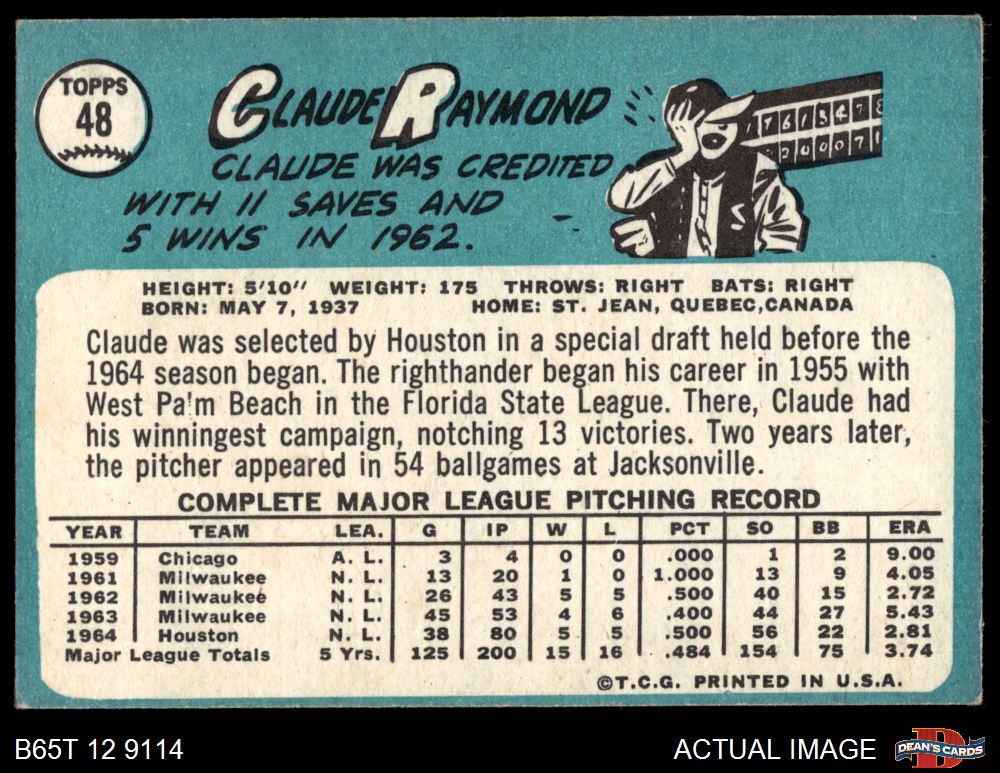 TOPPS
48
CLAUDE RAYMOND
CLAUDE WAS CREDITED
WITH 11 SAVES AND
5 WINS IN 1962.
HEIGHT: 5'10" WEIGHT: 175 THROWS: RIGHT BATS: RIGHT
BORN: MAY 7, 1937 HOME: ST. JEAN, QUEBEC, CANADA
Claude was selected by Houston in a special draft held before the
1964 season began. The righthander began his career in 1955 with
West Pa'm Beach in the Florida State League. There, Claude had
his winningest campaign, notching 13 victories. Two years later,
the pitcher appeared in 54 ballgames at Jacksonville.
COMPLETE MAJOR LEAGUE PITCHING RECORD
YEAR TEAM LEA. G IP W L PCT SO BB ERA
1959 Chicago A. L. 3 4 0 0 .000 1 2 9.00
1961 Milwaukee N. L. 13 20 1 0 1.000 13 9 4.05
1962 Milwaukee N. L. 26 43 5 5 .500 40 15 2.72
1963 Milwaukee N. L. 45 53 4 6 .400 44 27 5.43
1964 Houston N. L. 38 80 5 5 .500 56 22 2.81
Major League Totals 5 Yrs. 125 200 15 16 .484 154 75 3.74
©T.C.G. PRINTED IN U.S.A.
B65T 12 9114 ACTUAL IMAGE DEAN'S CARDS